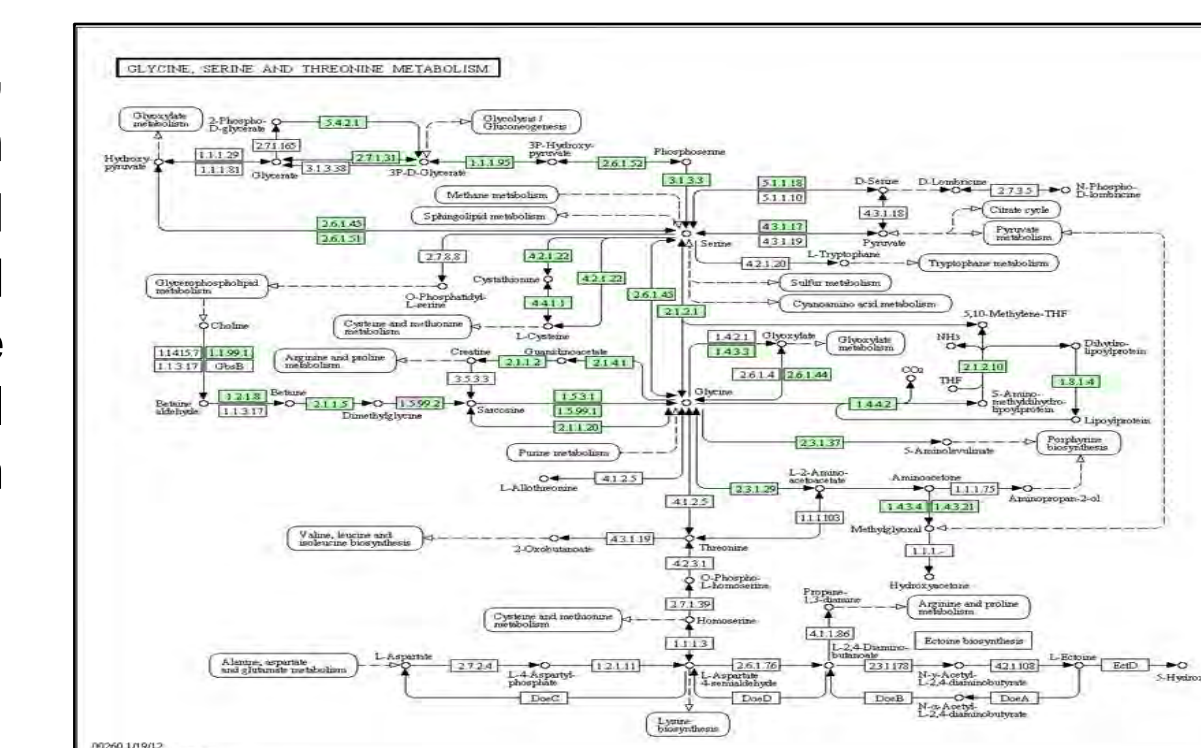 GLYCINE, SERINE AND THREONINE METABOLISM
Glyoxylate
metabolism
2-Phospho-
D-glycerate
5.4.2.1
Glycolysis /
Gluconeogenesis
2.7.1.165
Hydroxy-
pyruvate
1.1.1.29
1.1.1.81
Glycerate
3.1.3.38
2.7.1.31
3P-D-Glycerate
1.1.1.95
3P-Hydroxy-
pyruvate
2.6.1.52
Phosphoserine
3.1.3.3
Methane metabolism
Sphingolipid metabolism
5.1.1.18
5.1.1.10
D-Serine
D-Lombricine
2.7.3.5
N-Phospho-
D-lombricine
4.3.1.18
Citrate cycle
2.6.1.45
2.6.1.51
Serine
4.3.1.17
4.3.1.19
Pyruvate
Pyruvate
metabolism
2.7.8.8
4.2.1.22
4.2.1.20
L-Tryptophane
Tryptophane metabolism
Glycerophospholipid
metabolism
Cystathionine
4.2.1.22
Sulfur metabolism
O-Phosphatidyl-
L-serine
4.4.1.1
2.6.1.45
2.1.2.1
Cyanoamino acid metabolism
Choline
Cysteine and methionine
metabolism
L-Cysteine
5,10-Methylene-THF
1.14.15.7
1.1.99.1
1.1.3.17
GbsB
Arginine and proline
metabolism
Creatine
2.1.1.2
Guanidinoacetate
2.1.4.1
1.4.2.1
1.4.3.3
Glyoxylate
Glyoxylate
metabolism
NH3
Dihydro-
lipoylprotein
3.5.3.3
2.6.1.4
2.6.1.44
CO2
THF
2.1.2.10
1.8.1.4
Betaine
aldehyde
1.2.1.8
1.1.3.17
Betaine
2.1.1.5
Dimethylglycine
1.5.99.2
Sarcosine
1.5.3.1
1.5.99.1
2.1.1.20
Glycine
1.4.4.2
S-Amino-
methyldihydro-
lipoylprotein
Lipoylprotein
Purine metabolism
2.3.1.37
5-Aminolevulinate
Porphyrine
biosynthesis
L-Allothreonine
4.1.2.5
2.3.1.29
L-2-Amino-
acetoacetate
Aminoacetone
1.1.1.75
Aminopropan-2-ol
4.1.2.5
1.1.1.103
1.4.3.4
1.4.3.21
Valine, leucine and
isoleucine biosynthesis
2-Oxobutanoate
4.3.1.19
Threonine
Methylglyoxal
4.2.3.1
1.1.1.-
O-Phospho-
L-homoserine
Hydroxyacetone
2.7.1.39
Propane-
1,3-diamine
Arginine and proline
metabolism
Cysteine and methionine
metabolism
Homoserine
4.1.1.86
Ectoine biosynthesis
1.1.1.3
Alanine, aspartate
and glutamate metabolism
L-Aspartate
2.7.2.4
L-4-Aspartyl-
phosphate
1.2.1.11
L-Aspartate
4-semialdehyde
2.6.1.76
L-2,4-Diamino-
butanoate
2.3.1.178
N-γ-Acetyl-
L-2,4-diaminobutyrate
4.2.1.108
L-Ectoine
EctD
5-Hydrox
DoeC
DoeD
DoeB
N-α-Acetyl-
L-2,4-diaminobutyrate
DoeA
Lysine
biosynthesis
00260 1/19/12